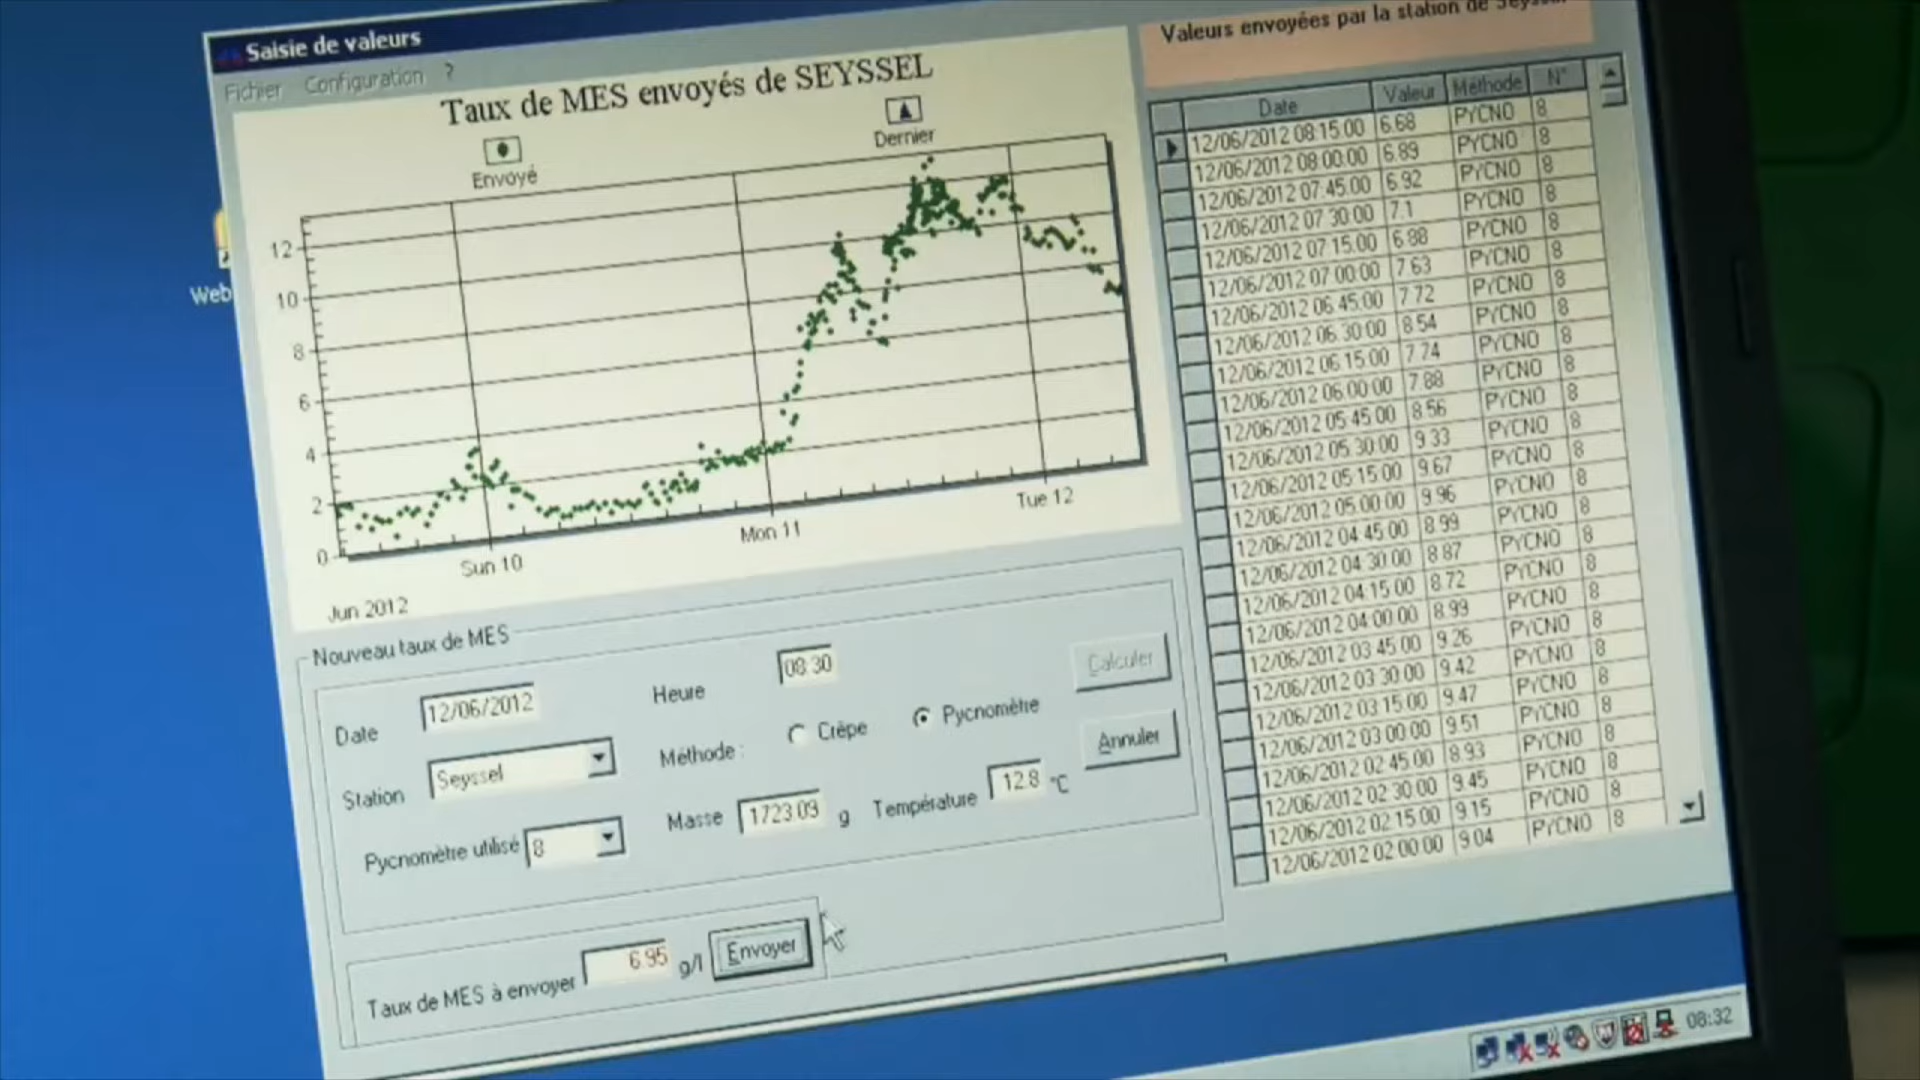 Saisie de valeurs
Fichier Configuration ?
Taux de MES envoyés de SEYSSEL
Envoyé
Dernier
12
10
8
6
4
2
0
Sun 10
Mon 11
Tue 12
Jun 2012
Web
Nouveau taux de MES
Date 12/06/2012
Heure 08:30
Calculer
Station Seyssel
Méthode : Crêpe Pycnomètre
Annuler
Pycnomètre utilisé 8
Masse 1723.09 g
Température 12.8 °C
Taux de MES à envoyer 6.95 g/l Envoyer
Valeurs envoyées par la station de
Date Valeur Méthode N°
12/06/2012 08:15:00 6.68 PYCNO 8
12/06/2012 08:00:00 6.89 PYCNO 8
12/06/2012 07:45:00 6.92 PYCNO 8
12/06/2012 07:30:00 7.1 PYCNO 8
12/06/2012 07:15:00 6.88 PYCNO 8
12/06/2012 07:00:00 7.63 PYCNO 8
12/06/2012 06:45:00 7.72 PYCNO 8
12/06/2012 06:30:00 8.54 PYCNO 8
12/06/2012 06:15:00 7.74 PYCNO 8
12/06/2012 06:00:00 7.88 PYCNO 8
12/06/2012 05:45:00 8.56 PYCNO 8
12/06/2012 05:30:00 9.33 PYCNO 8
12/06/2012 05:15:00 9.67 PYCNO 8
12/06/2012 05:00:00 9.96 PYCNO 8
12/06/2012 04:45:00 8.99 PYCNO 8
12/06/2012 04:30:00 8.87 PYCNO 8
12/06/2012 04:15:00 8.72 PYCNO 8
12/06/2012 04:00:00 8.99 PYCNO 8
12/06/2012 03:45:00 9.26 PYCNO 8
12/06/2012 03:30:00 9.42 PYCNO 8
12/06/2012 03:15:00 9.47 PYCNO 8
12/06/2012 03:00:00 9.51 PYCNO 8
12/06/2012 02:45:00 8.93 PYCNO 8
12/06/2012 02:30:00 9.45 PYCNO 8
12/06/2012 02:15:00 9.15 PYCNO 8
12/06/2012 02:00:00 9.04 PYCNO 8
08:32